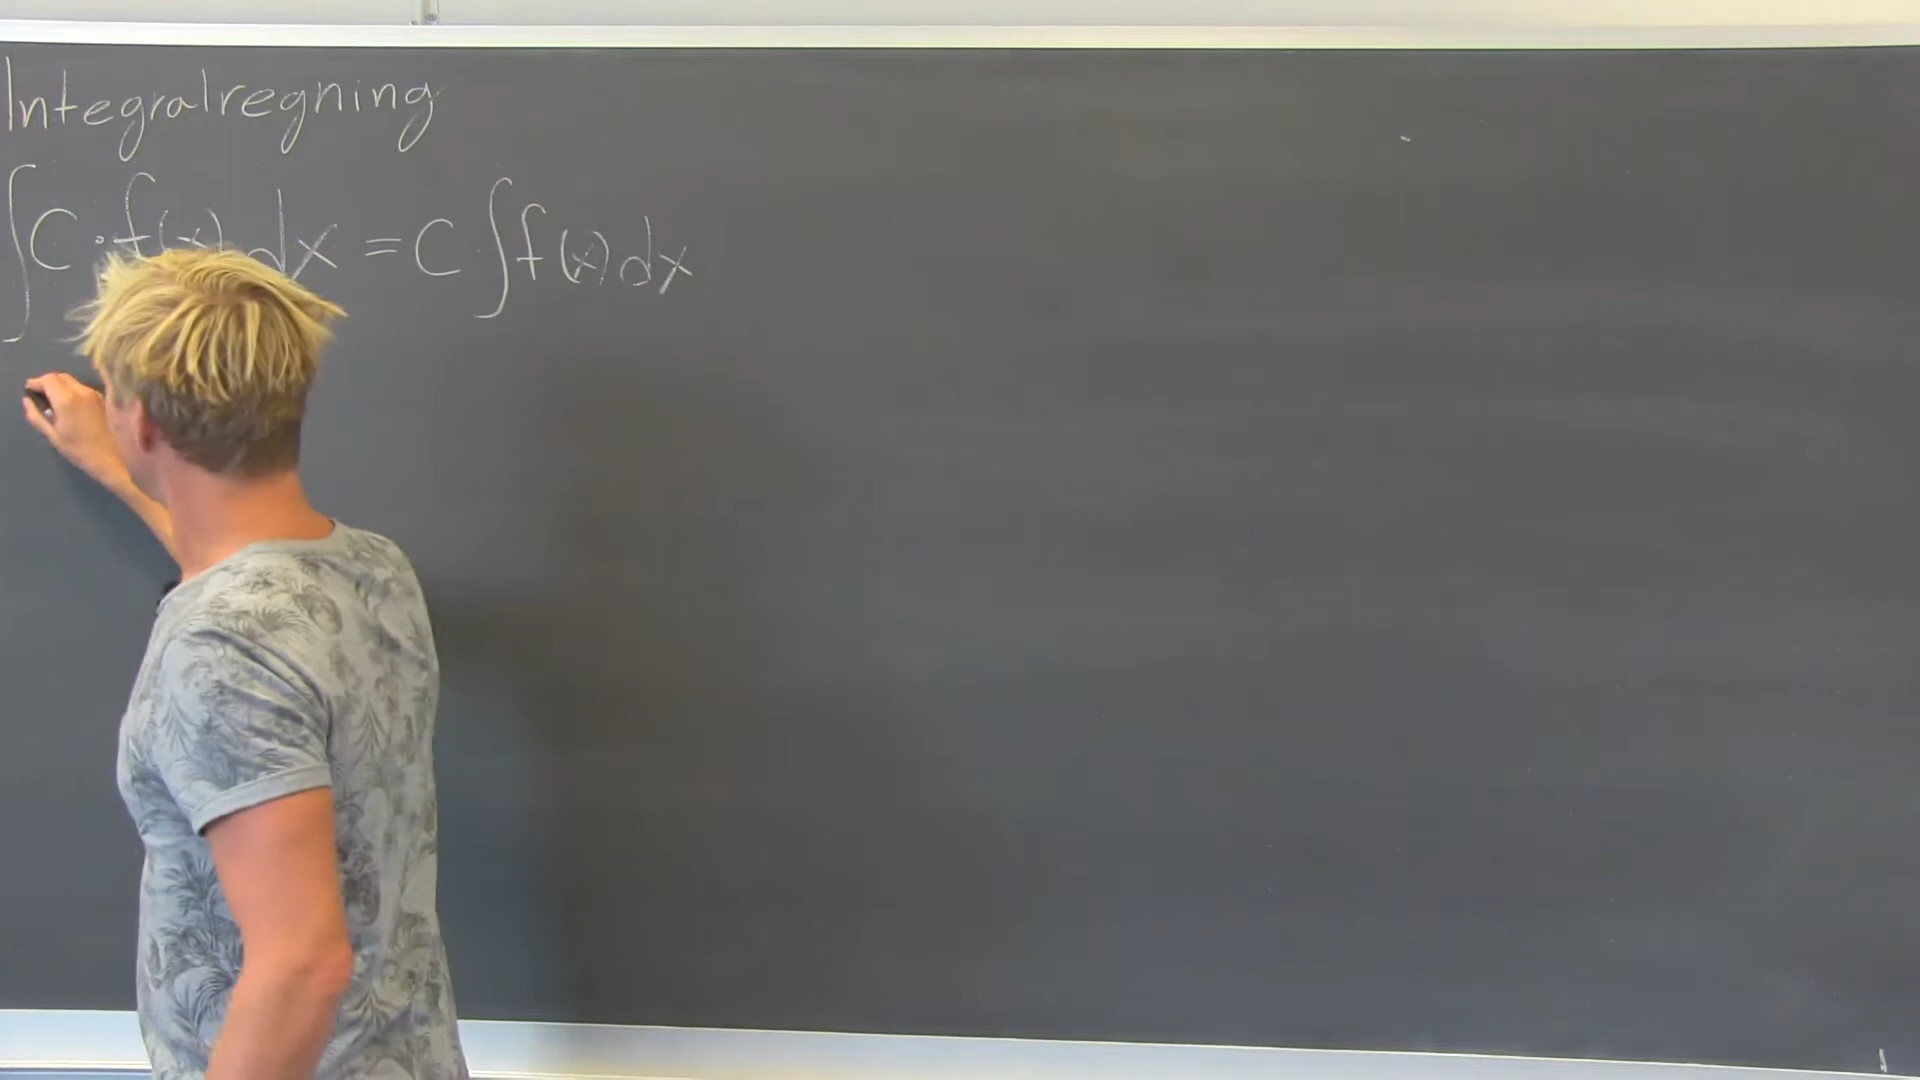 Integralregning
∫C·f(x)dx = C∫f(x)dx